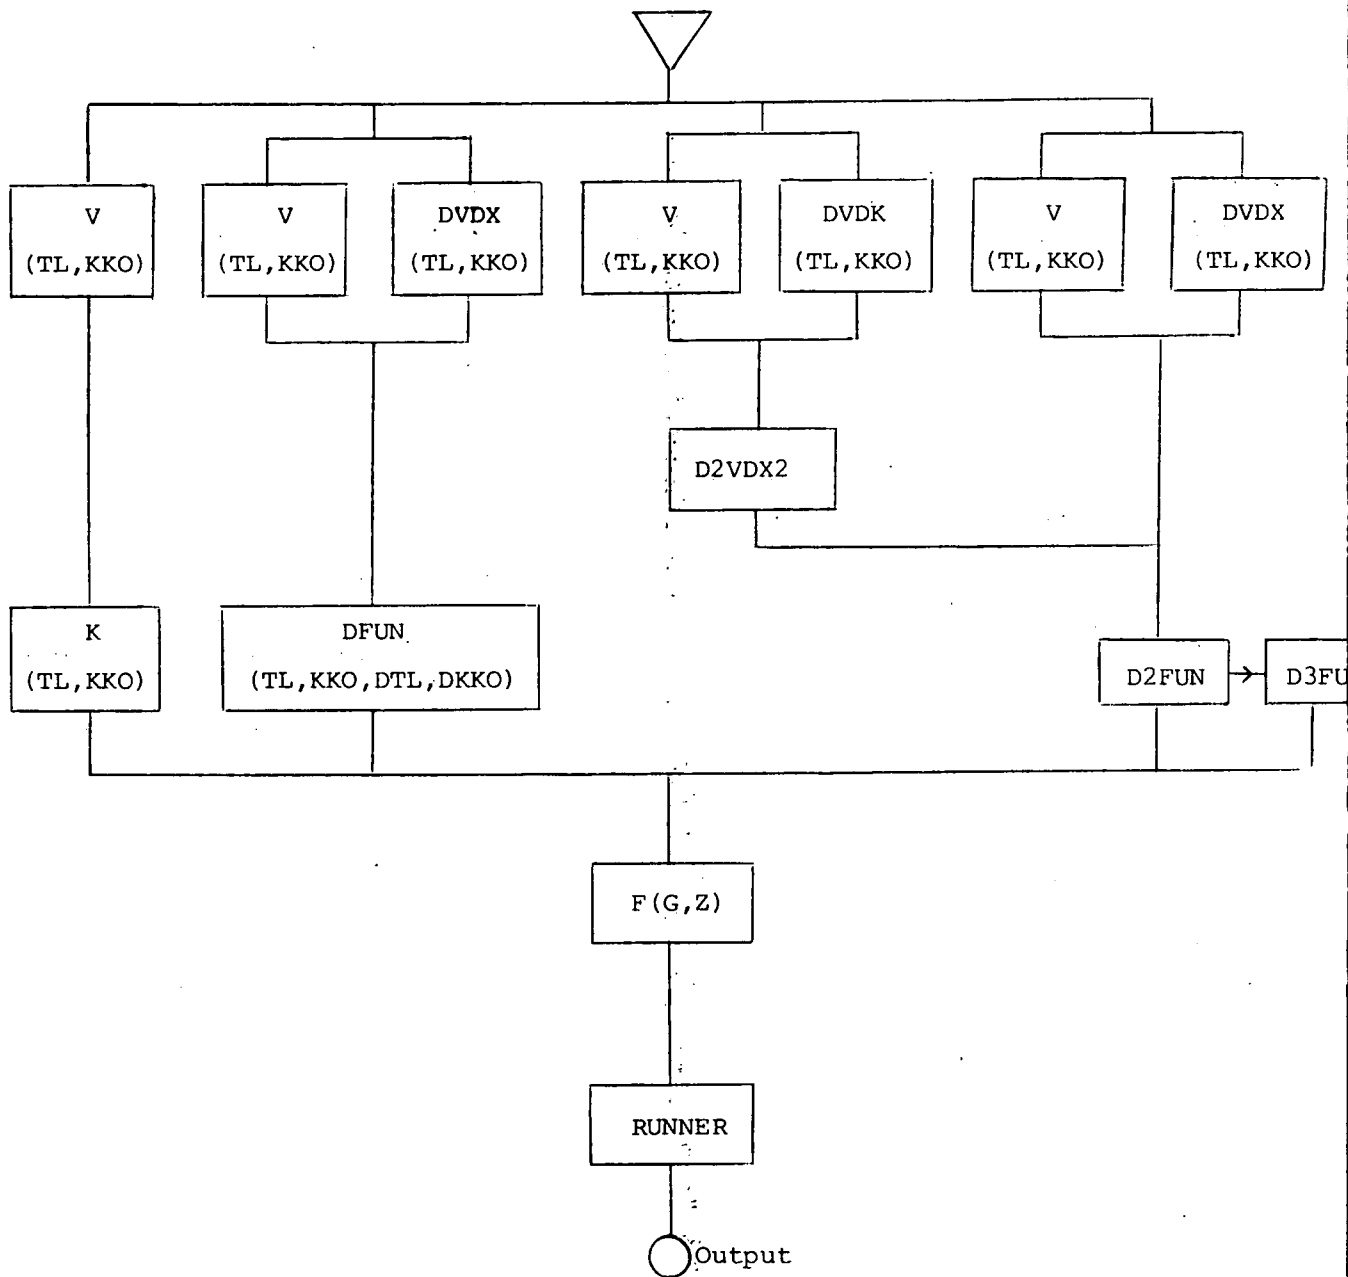 V
(TL,KKO)
V
(TL,KKO)
DVDX
(TL,KKO)
V
(TL,KKO)
DVDK
(TL,KKO)
V
(TL,KKO)
DVDX
(TL,KKO)
D2VDX2
K
(TL,KKO)
DFUN
(TL,KKO,DTL,DKKO)
D2FUN
D3FU
F(G,Z)
RUNNER
Output